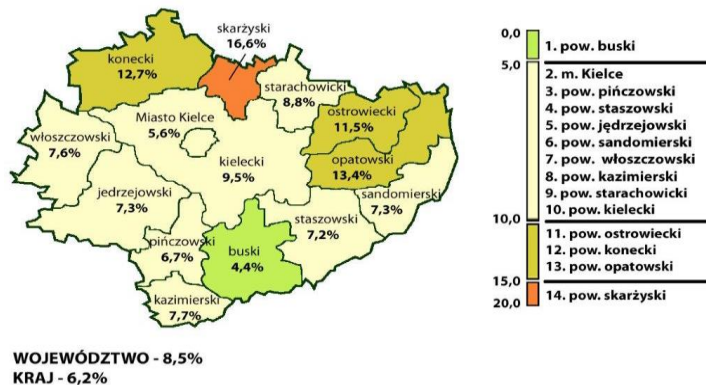 skarżyski
16,6%
konecki
12,7%
starachowicki
8,8%
Miasto Kielce
5,6%
ostrowiecki
11,5%
włoszczowski
7,6%
kielecki
9,5%
opatowski
13,4%
jedrzejowski
7,3%
sandomierski
7,3%
staszowski
7,2%
pińczowski
6,7%
buski
4,4%
kazimierski
7,7%
WOJEWÓDZTWO - 8,5%
KRAJ - 6,2%
0,0
1. pow. buski
5,0
2. m. Kielce
3. pow. pińczowski
4. pow. staszowski
5. pow. jędrzejowski
6. pow. sandomierski
7. pow. włoszczowski
8. pow. kazimierski
9. pow. starachowicki
10. pow. kielecki
10,0
11. pow. ostrowiecki
12. pow. konecki
13. pow. opatowski
15,0
14. pow. skarżyski
20,0